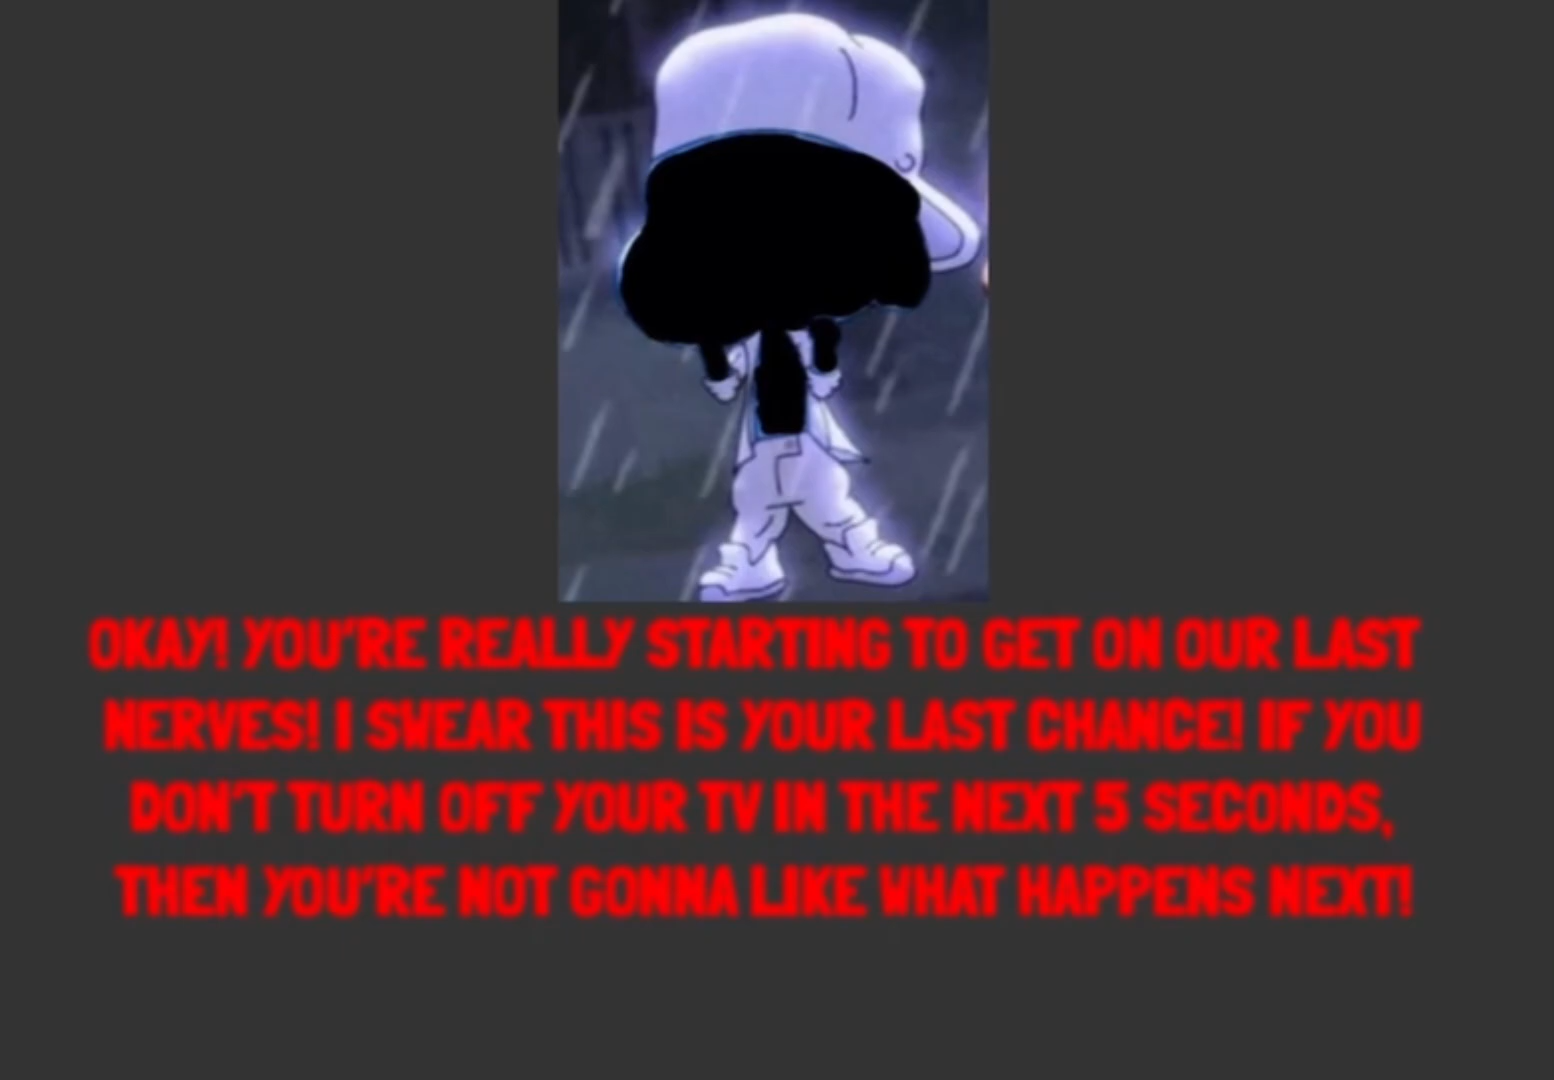 OKAY! YOU'RE REALLY STARTING TO GET ON OUR LAST
NERVES! I SWEAR THIS IS YOUR LAST CHANCE! IF YOU
DON'T TURN OFF YOUR TV IN THE NEXT 5 SECONDS,
THEN YOU'RE NOT GONNA LIKE WHAT HAPPENS NEXT!